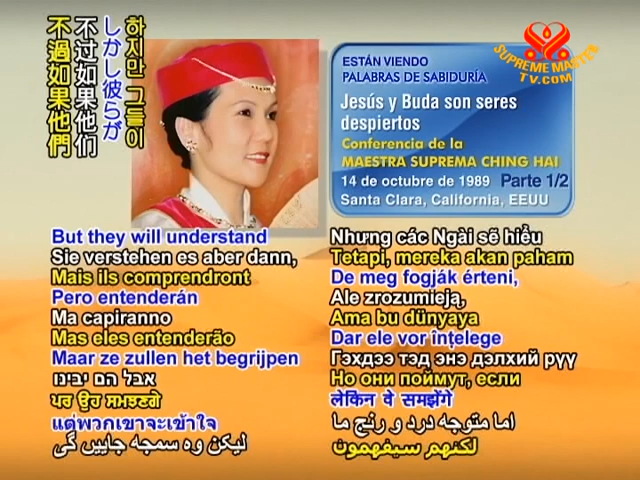 不過如果他們
不过如果他们
しかし彼らが
하지만 그들이
SUPREME MASTER
TV.COM
ESTÁN VIENDO
PALABRAS DE SABIDURÍA
Jesús y Buda son seres
despiertos
Conferencia de la
MAESTRA SUPREMA CHING HAI
14 de octubre de 1989 Parte 1/2
Santa Clara, California, EEUU
But they will understand
Sie verstehen es aber dann,
Mais ils comprendront
Pero entenderán
Ma capiranno
Mas eles entenderão
Maar ze zullen het begrijpen
אבל הם יבינו
ਪਰ ਉਹ ਸਮਝਣਗੇ
แต่พวกเขาจะเข้าใจ
لیکن وہ سمجھ جاییں گی
Nhưng các Ngài sẽ hiểu
Tetapi, mereka akan paham
De meg fogják érteni,
Ale zrozumieją,
Ama bu dünyaya
Dar ele vor înțelege
Гэхдээ тэд энэ дэлхий рүү
Но они поймут, если
लेकिन वे समझेंगे
اما متوجه درد و رنج ما
لكنهم سيفهمون